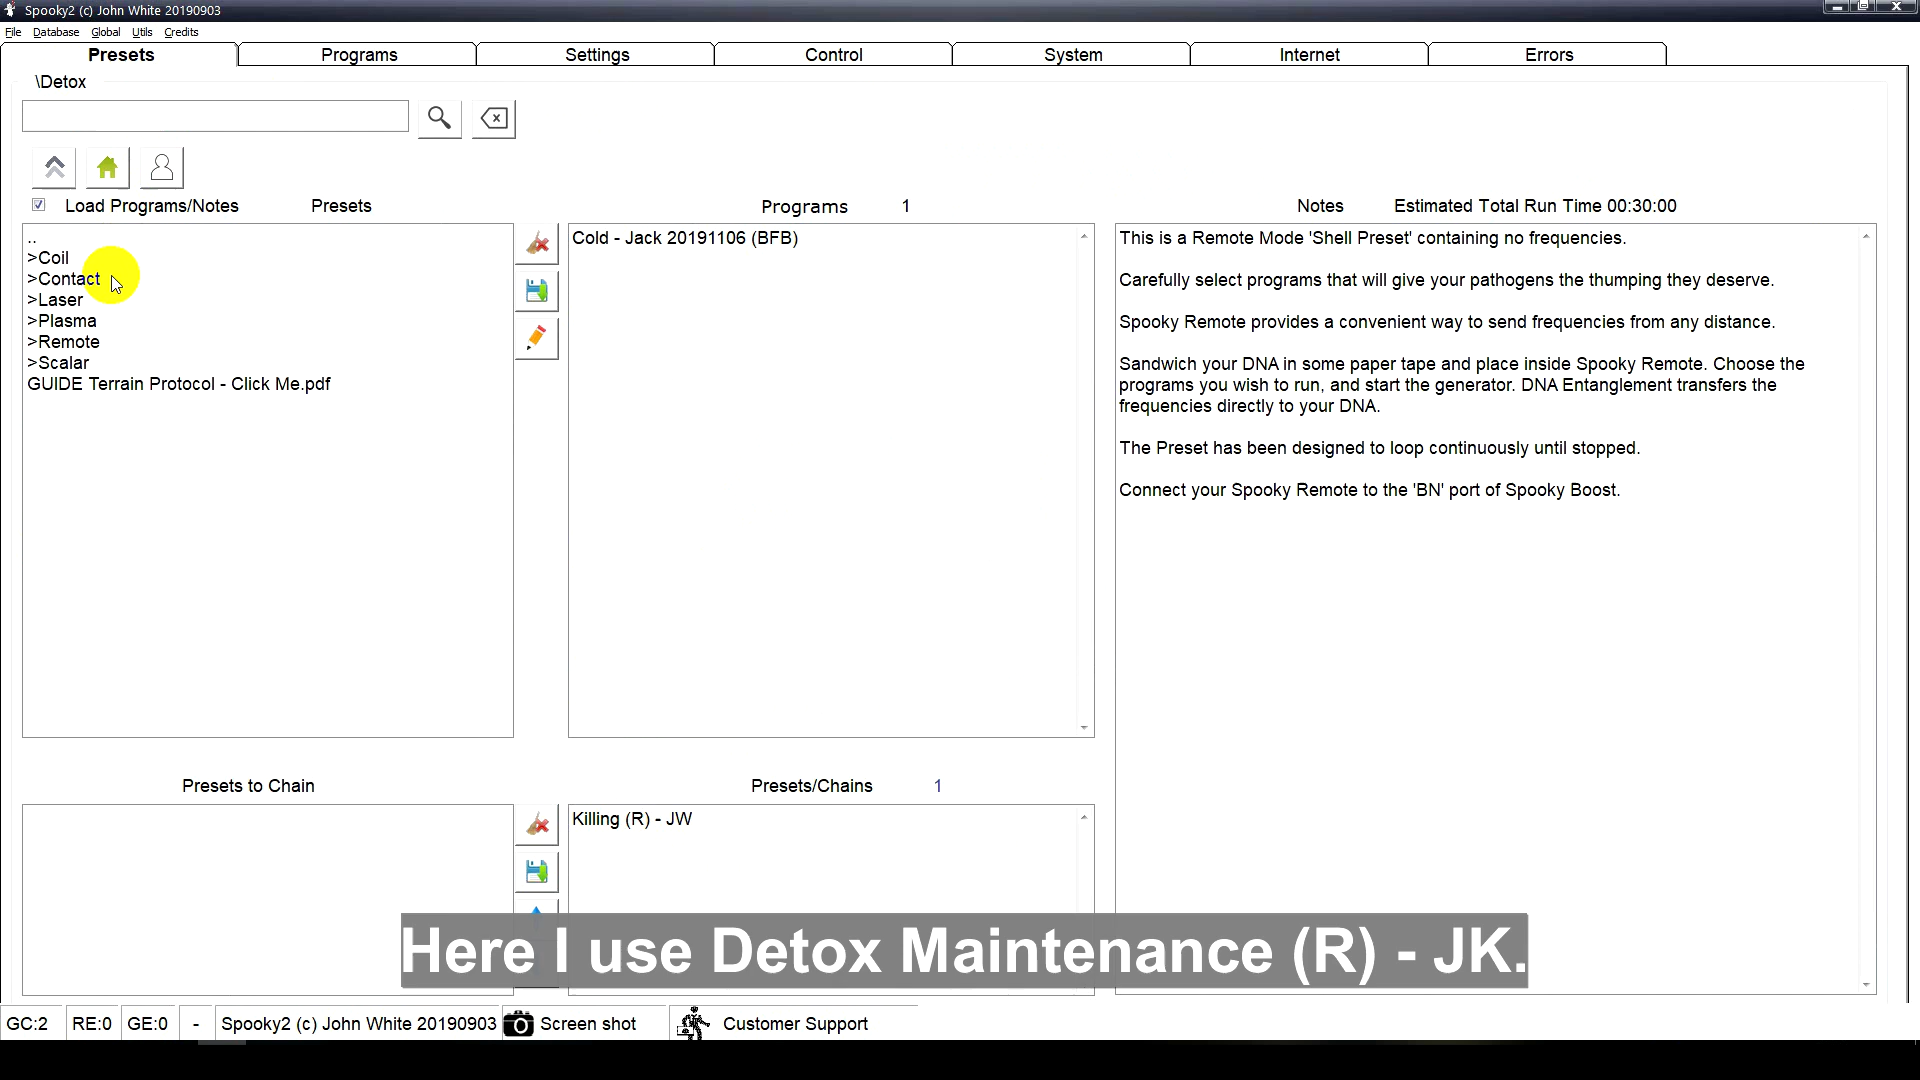 Spooky2 (c) John White 20190903
File Database Global Utils Credits
Presets Programs Settings Control System Internet Errors
\Detox
Load Programs/Notes Presets
..
>Coil
>Contact
>Laser
>Plasma
>Remote
>Scalar
GUIDE Terrain Protocol - Click Me.pdf
Programs 1
Cold - Jack 20191106 (BFB)
Notes Estimated Total Run Time 00:30:00
This is a Remote Mode 'Shell Preset' containing no frequencies.
Carefully select programs that will give your pathogens the thumping they deserve.
Spooky Remote provides a convenient way to send frequencies from any distance.
Sandwich your DNA in some paper tape and place inside Spooky Remote. Choose the
programs you wish to run, and start the generator. DNA Entanglement transfers the
frequencies directly to your DNA.
The Preset has been designed to loop continuously until stopped.
Connect your Spooky Remote to the 'BN' port of Spooky Boost.
Presets to Chain
Presets/Chains 1
Killing (R) - JW
Here I use Detox Maintenance (R) - JK.
GC:2 RE:0 GE:0 - Spooky2 (c) John White 20190903 Screen shot Customer Support